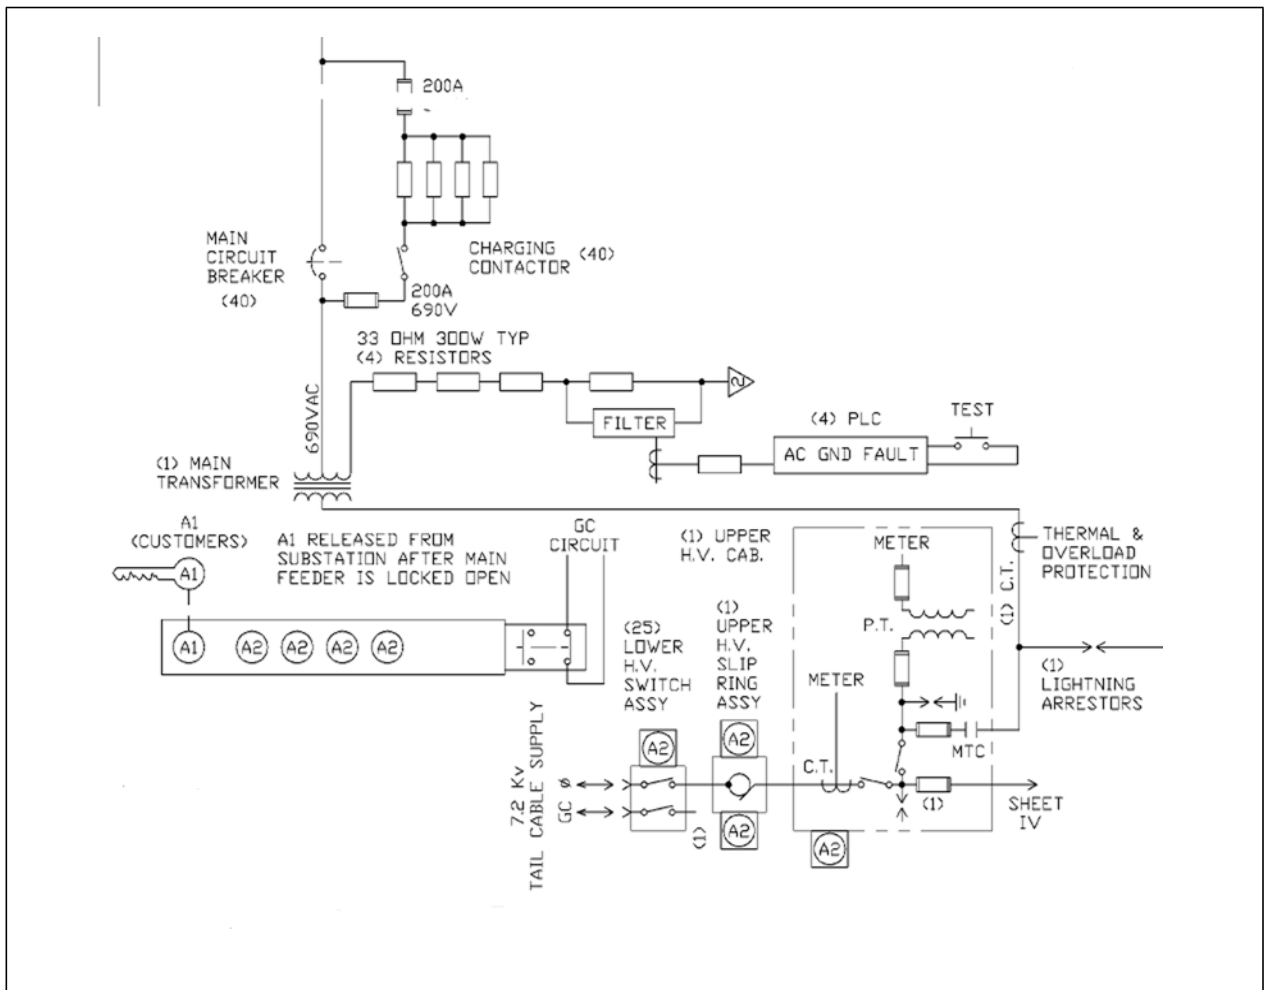 200A
MAIN
CIRCUIT
BREAKER
(40)
CHARGING (40)
CONTACTOR
200A
690V
33 OHM 300W TYP
(4) RESISTORS
690VAC
2
FILTER
(4) PLC
TEST
AC GND FAULT
(1) MAIN
TRANSFORMER
A1
(CUSTOMERS)
A1
A1 RELEASED FROM
SUBSTATION AFTER MAIN
FEEDER IS LOCKED OPEN
GC
CIRCUIT
A1 A2 A2 A2 A2
(1) UPPER
H.V. CAB.
METER
(1) C.T.
THERMAL &
OVERLOAD
PROTECTION
P.T.
(25)
LOWER
H.V.
SWITCH
ASSY
(1)
UPPER
H.V.
SLIP
RING
ASSY
METER
(1)
LIGHTNING
ARRESTORS
MTC
C.T.
A2
A2
7.2 Kv
TAIL CABLE SUPPLY
Ø
GC
(1)
A2
A2
(1)
SHEET
IV